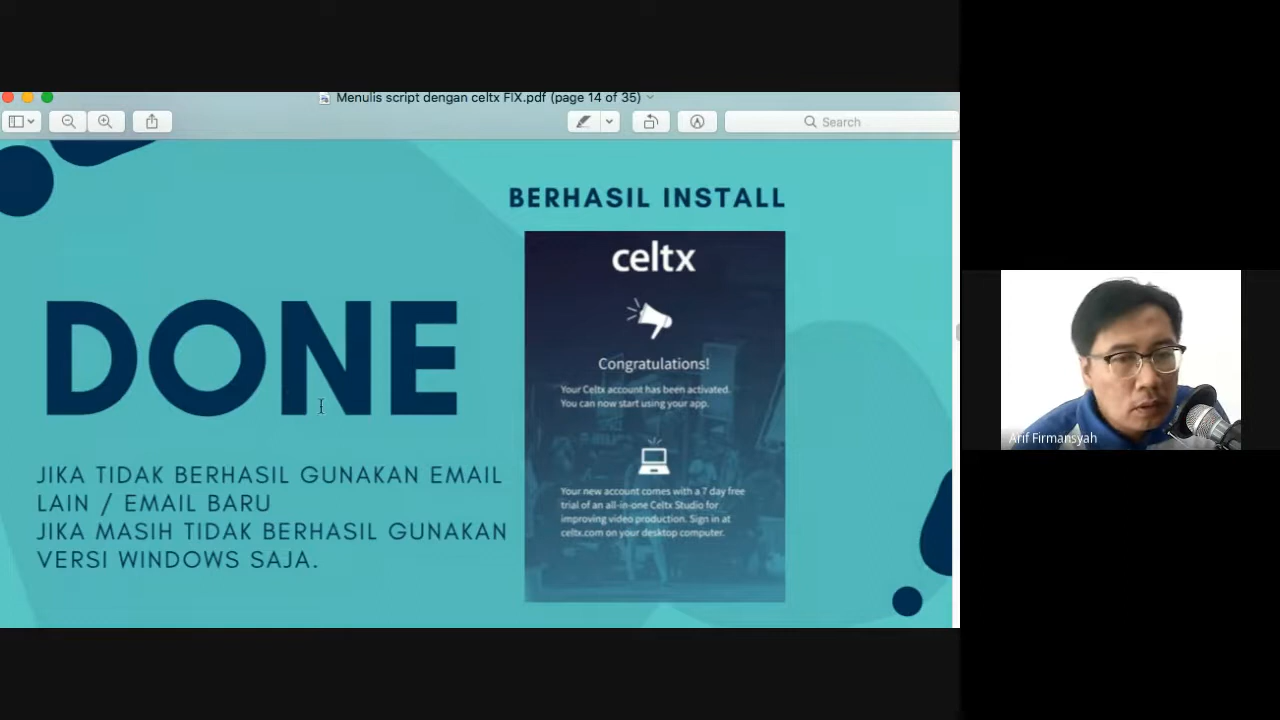 Menulis script dengan celtx FIX.pdf (page 14 of 35)
Search
BERHASIL INSTALL
celtx
Congratulations!
Your Celtx account has been activated.
You can now start using your app.
Your new account comes with a 7 day free
trial of an all-in-one Celtx Studio for
improving video production. Sign in at
celtx.com on your desktop computer.
DONE
JIKA TIDAK BERHASIL GUNAKAN EMAIL
LAIN / EMAIL BARU
JIKA MASIH TIDAK BERHASIL GUNAKAN
VERSI WINDOWS SAJA.
Arif Firmansyah